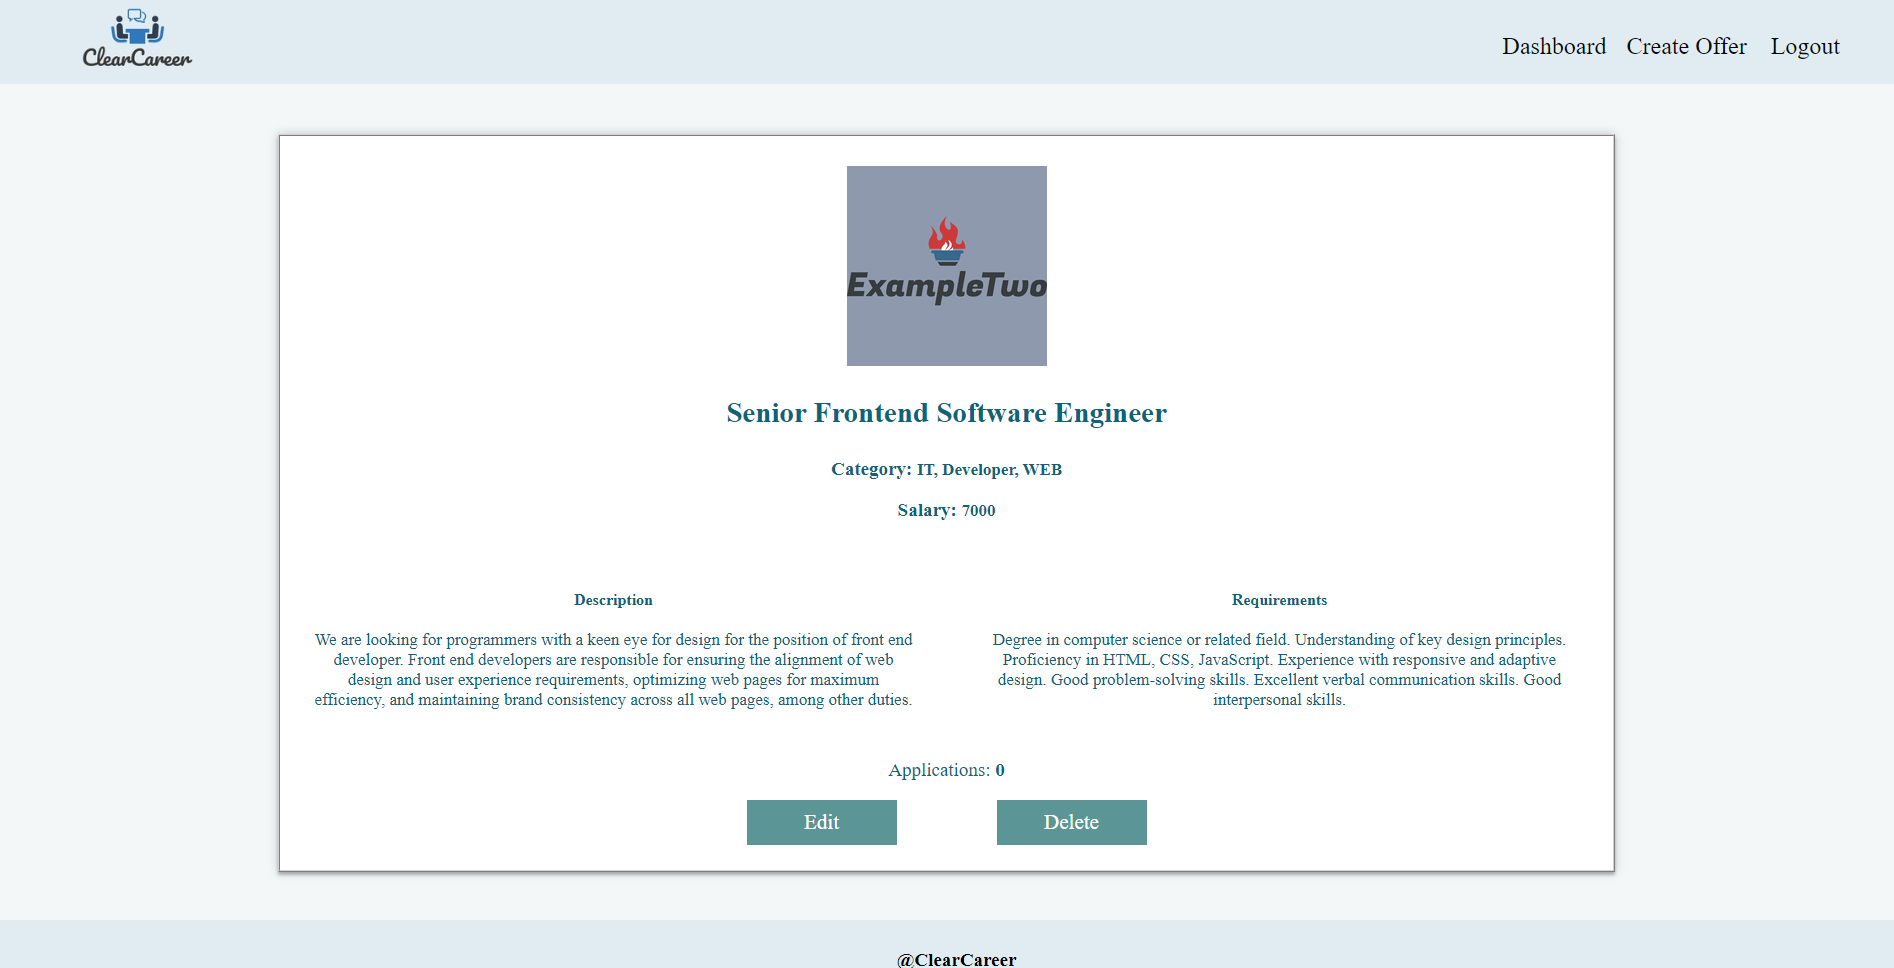 ClearCareer
Dashboard Create Offer Logout
ExampleTwo
Senior Frontend Software Engineer
Category: IT, Developer, WEB
Salary: 7000
Description
We are looking for programmers with a keen eye for design for the position of front end
developer. Front end developers are responsible for ensuring the alignment of web
design and user experience requirements, optimizing web pages for maximum
efficiency, and maintaining brand consistency across all web pages, among other duties.
Requirements
Degree in computer science or related field. Understanding of key design principles.
Proficiency in HTML, CSS, JavaScript. Experience with responsive and adaptive
design. Good problem-solving skills. Excellent verbal communication skills. Good
interpersonal skills.
Applications: 0
Edit Delete
@ClearCareer